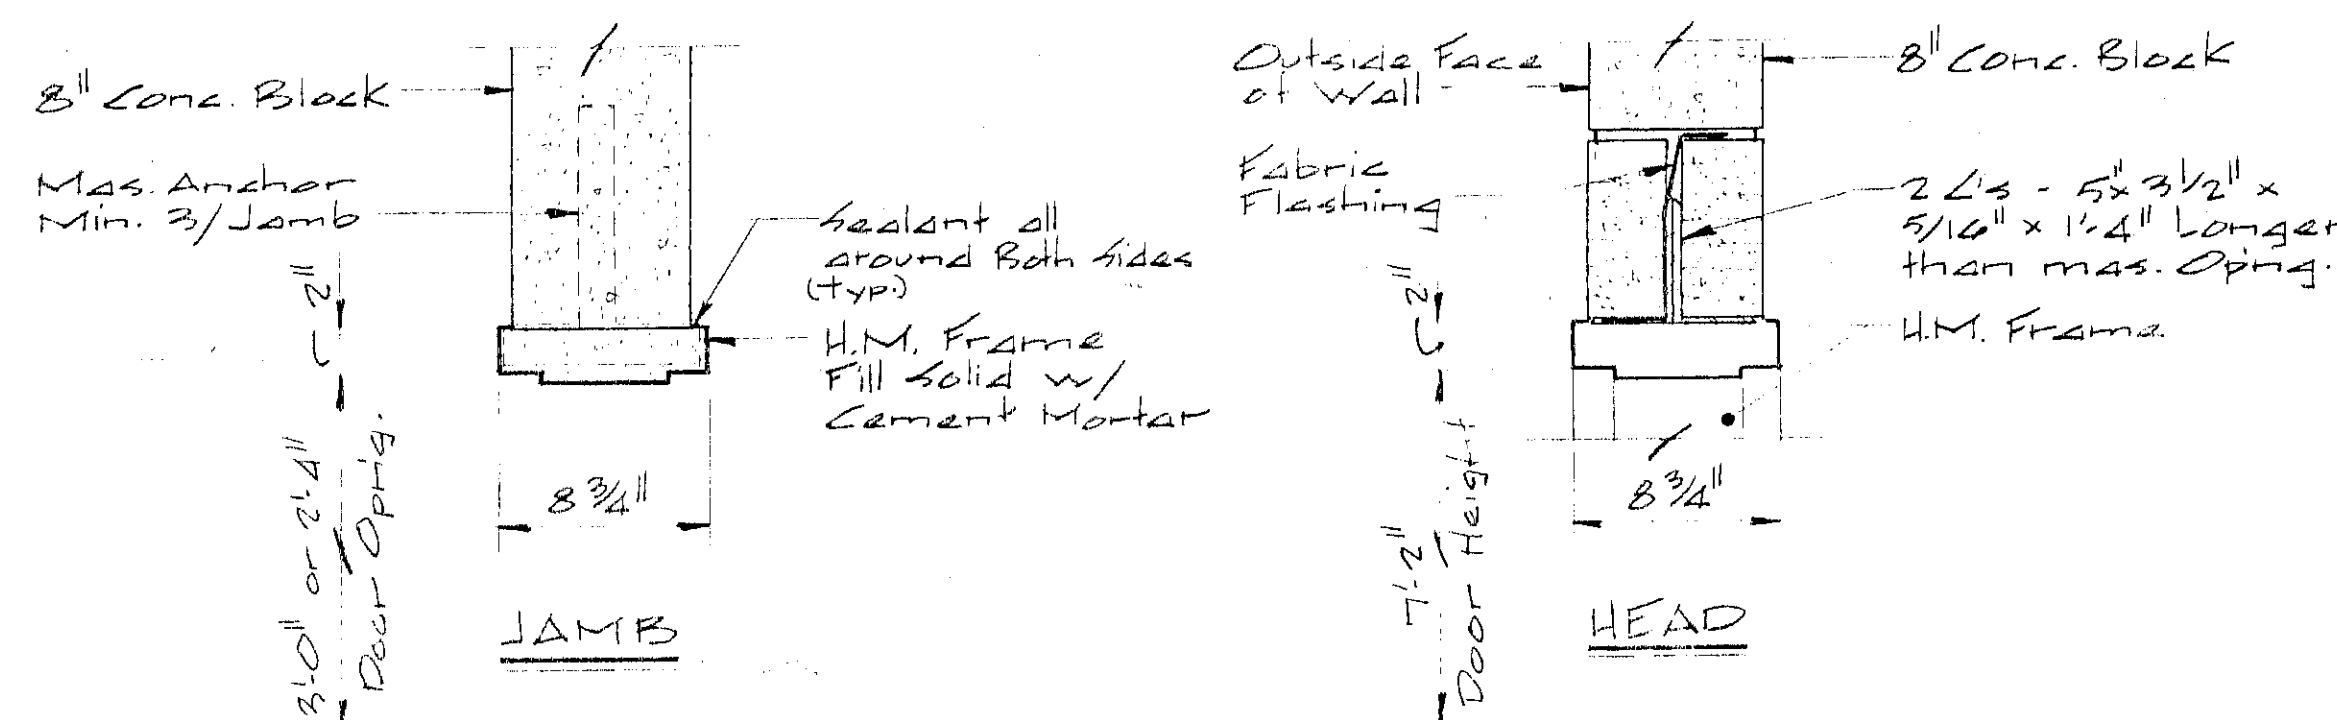 8" Conc. Block
Mas. Anchor
Min. 3/Jamb
2"
3'-0" or 2'-4"
Door Opn'g.
Sealant all
around Both Sides
(typ.)
H.M. Frame
Fill Solid w/
Cement Mortar
8 3/4"
JAMB
Outside Face
of Wall
Fabric
Flashing
2"
7'-2"
Door Height
8" Conc. Block
2 L's - 5" x 3 1/2" x
5/16" x 1'-4" Longer
than mas. Opn'g.
H.M. Frame
8 3/4"
HEAD